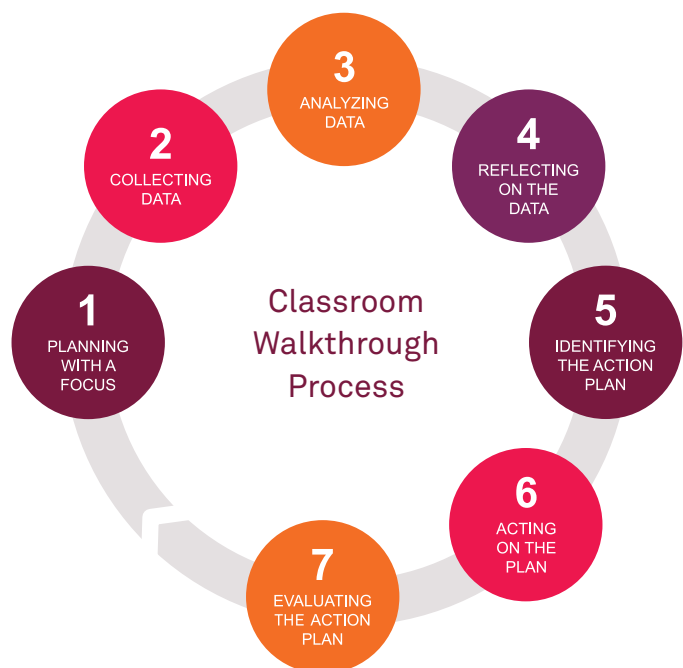 1
PLANNING
WITH A
FOCUS
2
COLLECTING
DATA
3
ANALYZING
DATA
4
REFLECTING
ON THE
DATA
5
IDENTIFYING
THE ACTION
PLAN
6
ACTING
ON THE
PLAN
7
EVALUATING
THE ACTION
PLAN
Classroom
Walkthrough
Process